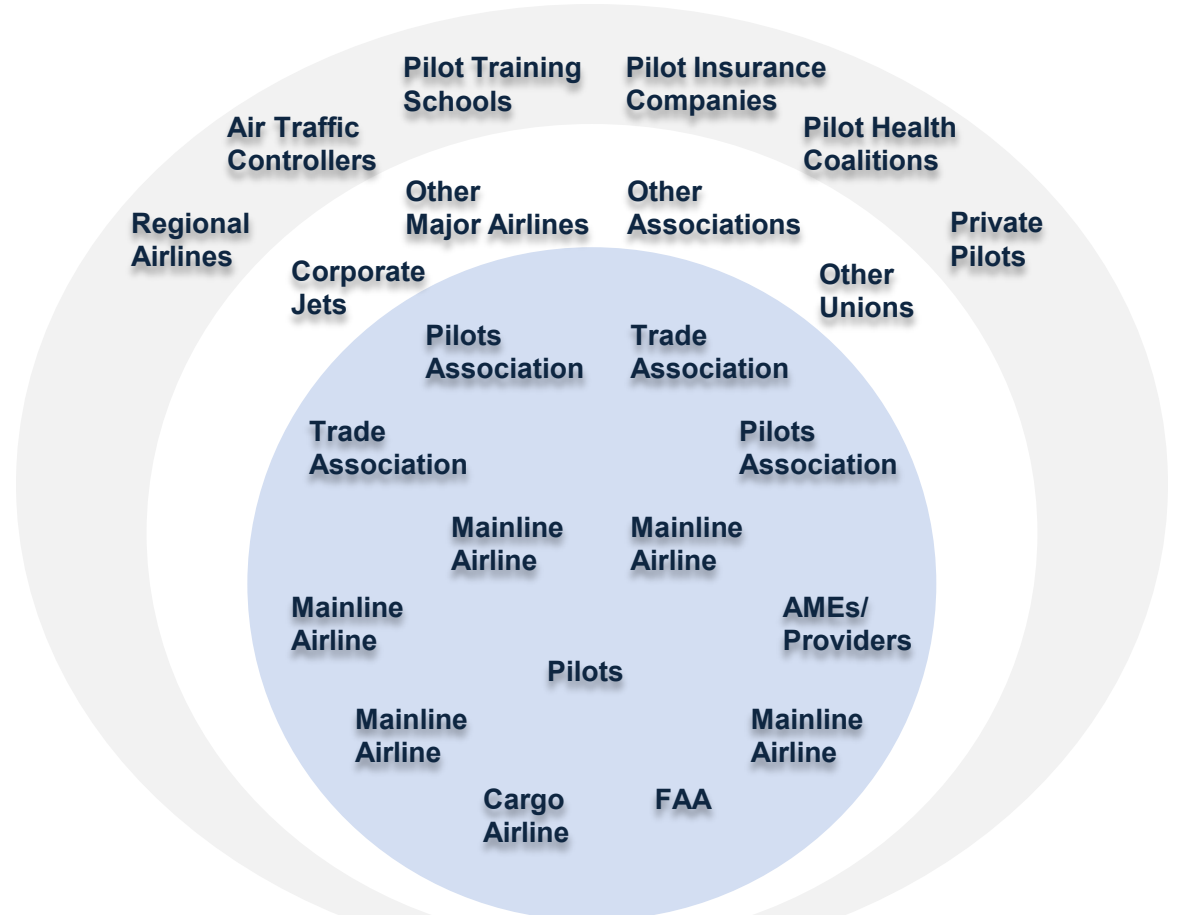 Pilot Training
Schools
Pilot Insurance
Companies
Air Traffic
Controllers
Pilot Health
Coalitions
Regional
Airlines
Private
Pilots
Other
Major Airlines
Other
Associations
Corporate
Jets
Other
Unions
Pilots
Association
Trade
Association
Trade
Association
Pilots
Association
Mainline
Airline
Mainline
Airline
Mainline
Airline
AMEs/
Providers
Pilots
Mainline
Airline
Mainline
Airline
Cargo
Airline
FAA